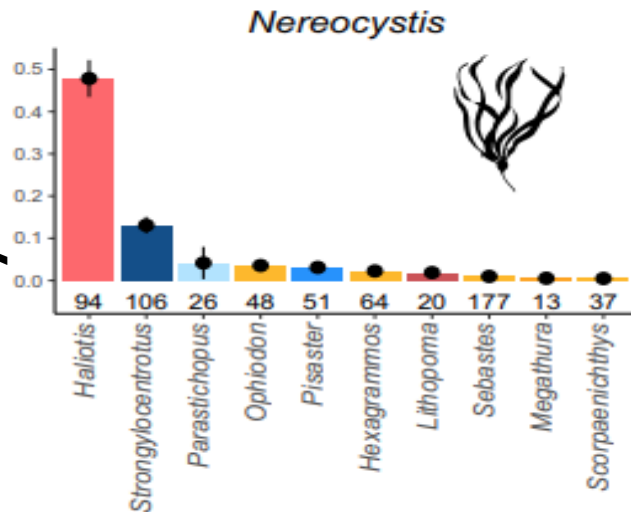 Nereocystis
0.5
0.4
0.3
0.2
0.1
0.0
94 106 26 48 51 64 20 177 13 37
Haliotis
Strongylocentrotus
Parastichopus
Ophiodon
Pisaster
Hexagrammos
Lithopoma
Sebastes
Megathura
Scorpaenichthys